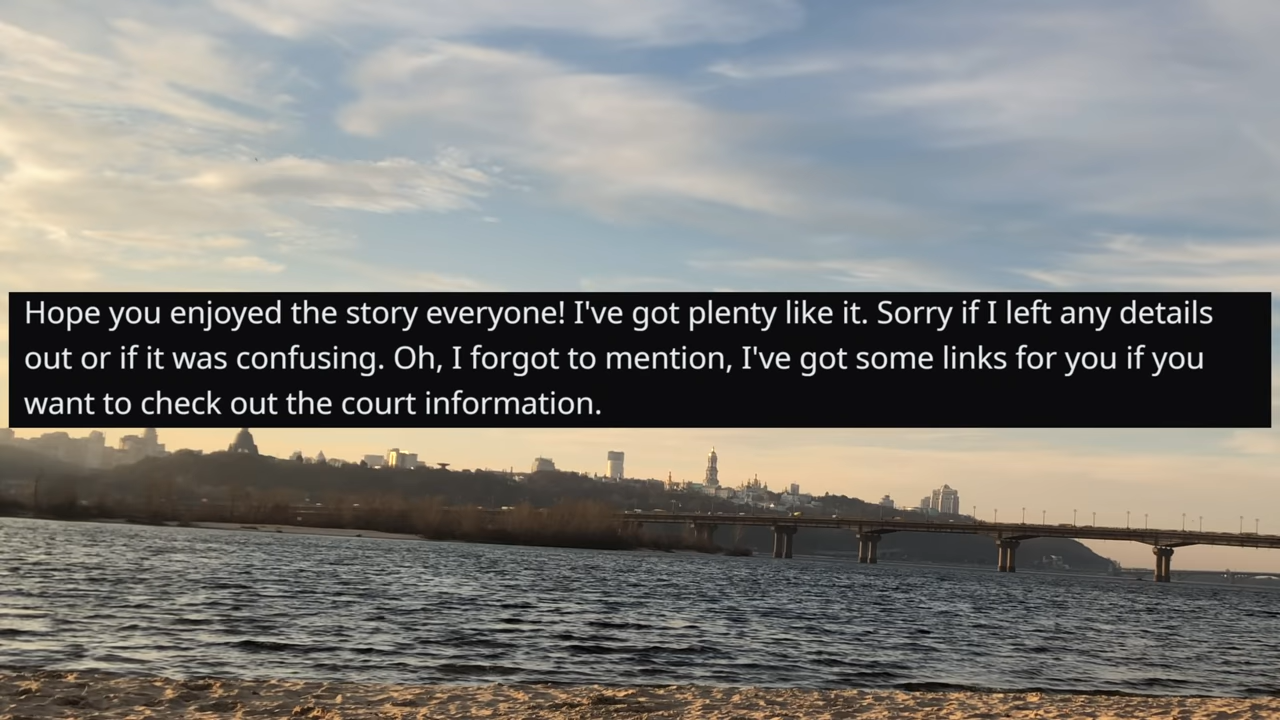 Hope you enjoyed the story everyone! I've got plenty like it. Sorry if I left any details
out or if it was confusing. Oh, I forgot to mention, I've got some links for you if you
want to check out the court information.